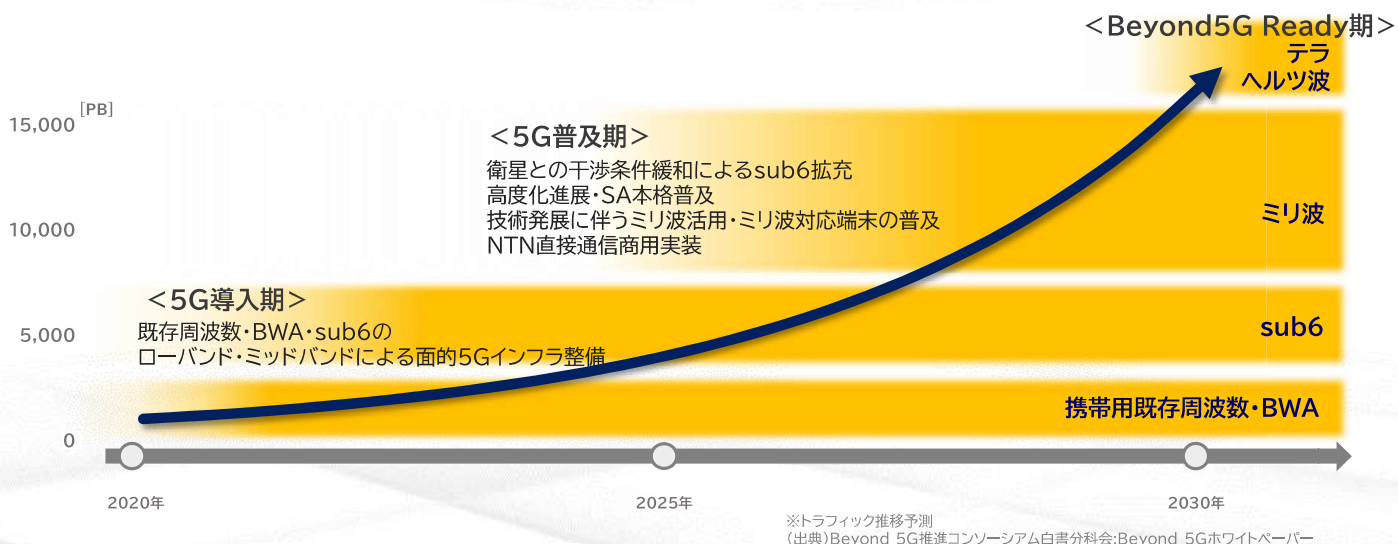 <Beyond5G Ready期>
テラ
ヘルツ波
[PB]
15,000
<5G普及期>
衛星との干渉条件緩和によるsub6拡充
高度化進展・SA本格普及
技術発展に伴うミリ波活用・ミリ波対応端末の普及
NTN直接通信商用実装
ミリ波
10,000
<5G導入期>
既存周波数・BWA・sub6の
ローバンド・ミッドバンドによる面的5Gインフラ整備
sub6
5,000
携帯用既存周波数・BWA
0
2020年
2025年
2030年
※トラフィック推移予測
(出典)Beyond 5G推進コンソーシアム白書分科会:Beyond 5Gホワイトペーパー